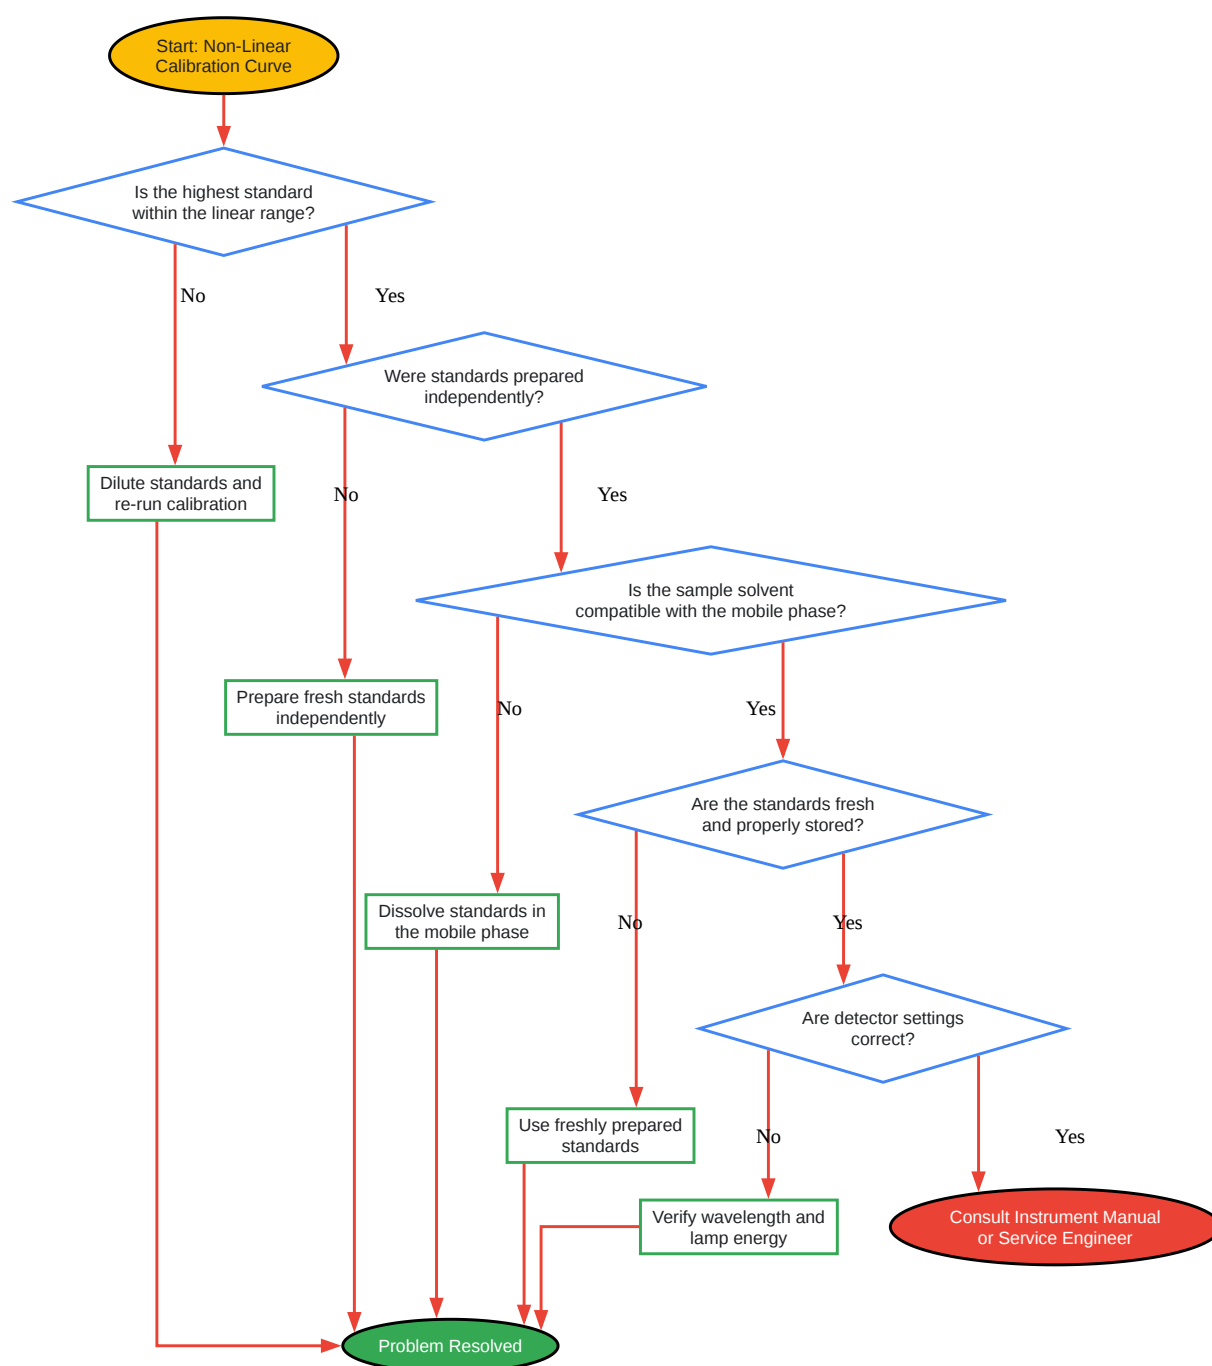 Start: Non-Linear
Calibration Curve
Is the highest standard
within the linear range?
No
Yes
Were standards prepared
independently?
Dilute standards and
re-run calibration
No
Yes
Is the sample solvent
compatible with the mobile phase?
Prepare fresh standards
independently
No
Yes
Are the standards fresh
and properly stored?
Dissolve standards in
the mobile phase
No
Yes
Are detector settings
correct?
Use freshly prepared
standards
No
Yes
Verify wavelength and
lamp energy
Consult Instrument Manual
or Service Engineer
Problem Resolved